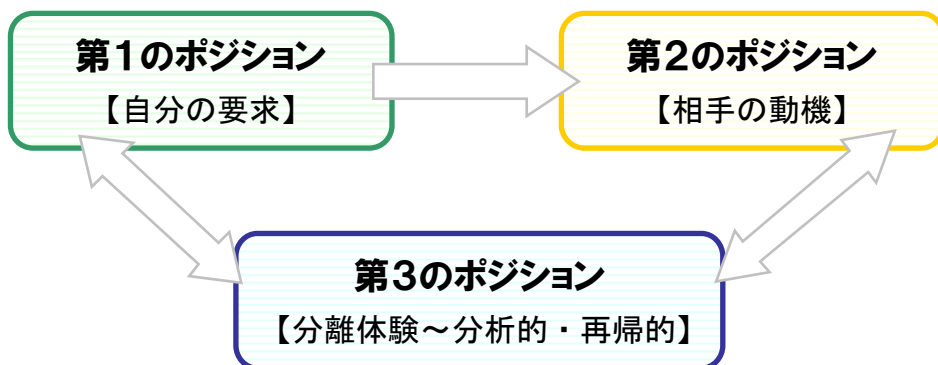 第1のポジション
【自分の要求】
第2のポジション
【相手の動機】
第3のポジション
【分離体験～分析的・再帰的】